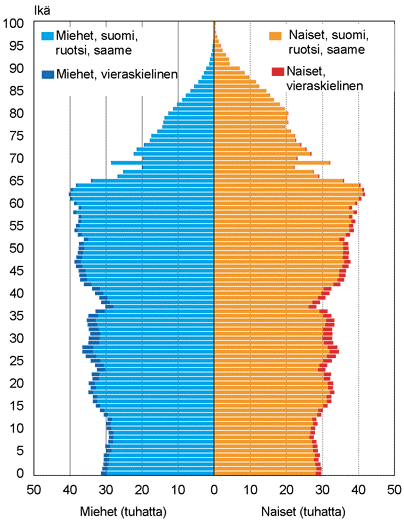 Ikä
100
95
90
85
80
75
70
65
60
55
50
45
40
35
30
25
20
15
10
5
0
Miehet, suomi,
ruotsi, saame
Miehet, vieraskielinen
Naiset, suomi,
ruotsi, saame
Naiset,
vieraskielinen
50 40 30 20 10 0 10 20 30 40 50
Miehet (tuhatta) Naiset (tuhatta)